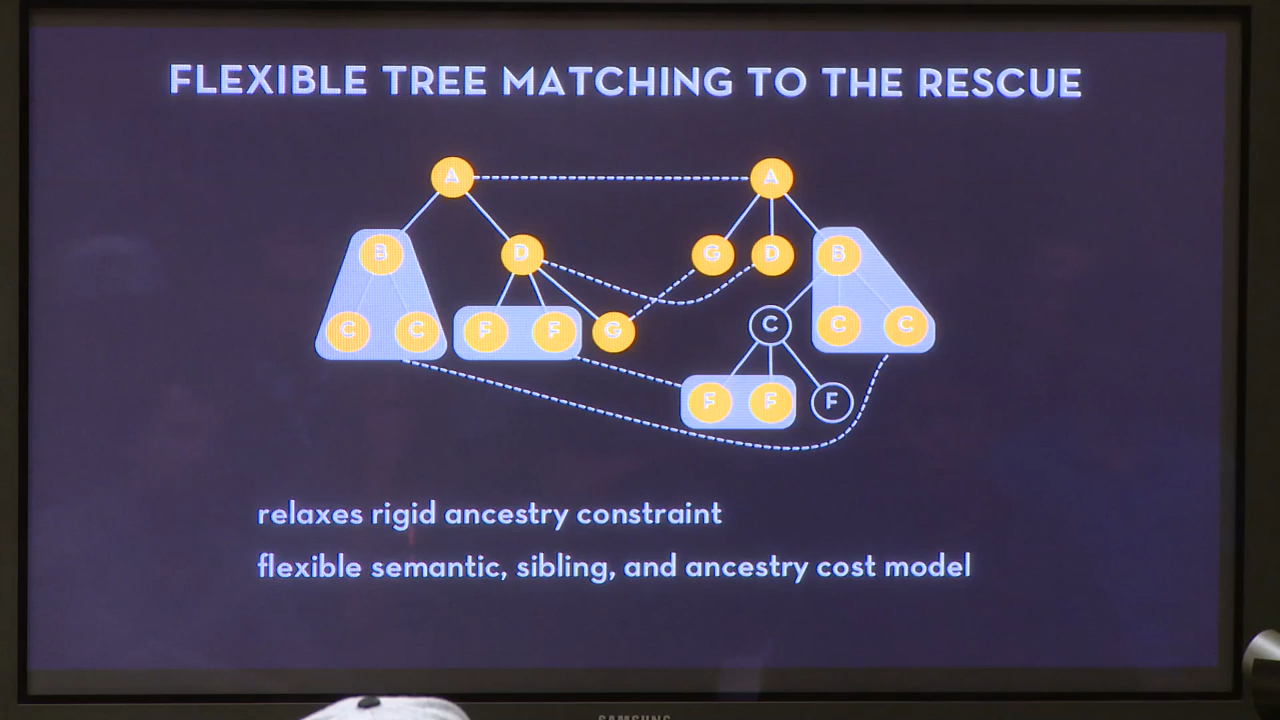 FLEXIBLE TREE MATCHING TO THE RESCUE
A A
B D G D B
C C F F G C C C
F F F
relaxes rigid ancestry constraint
flexible semantic, sibling, and ancestry cost model
SAMSUNG